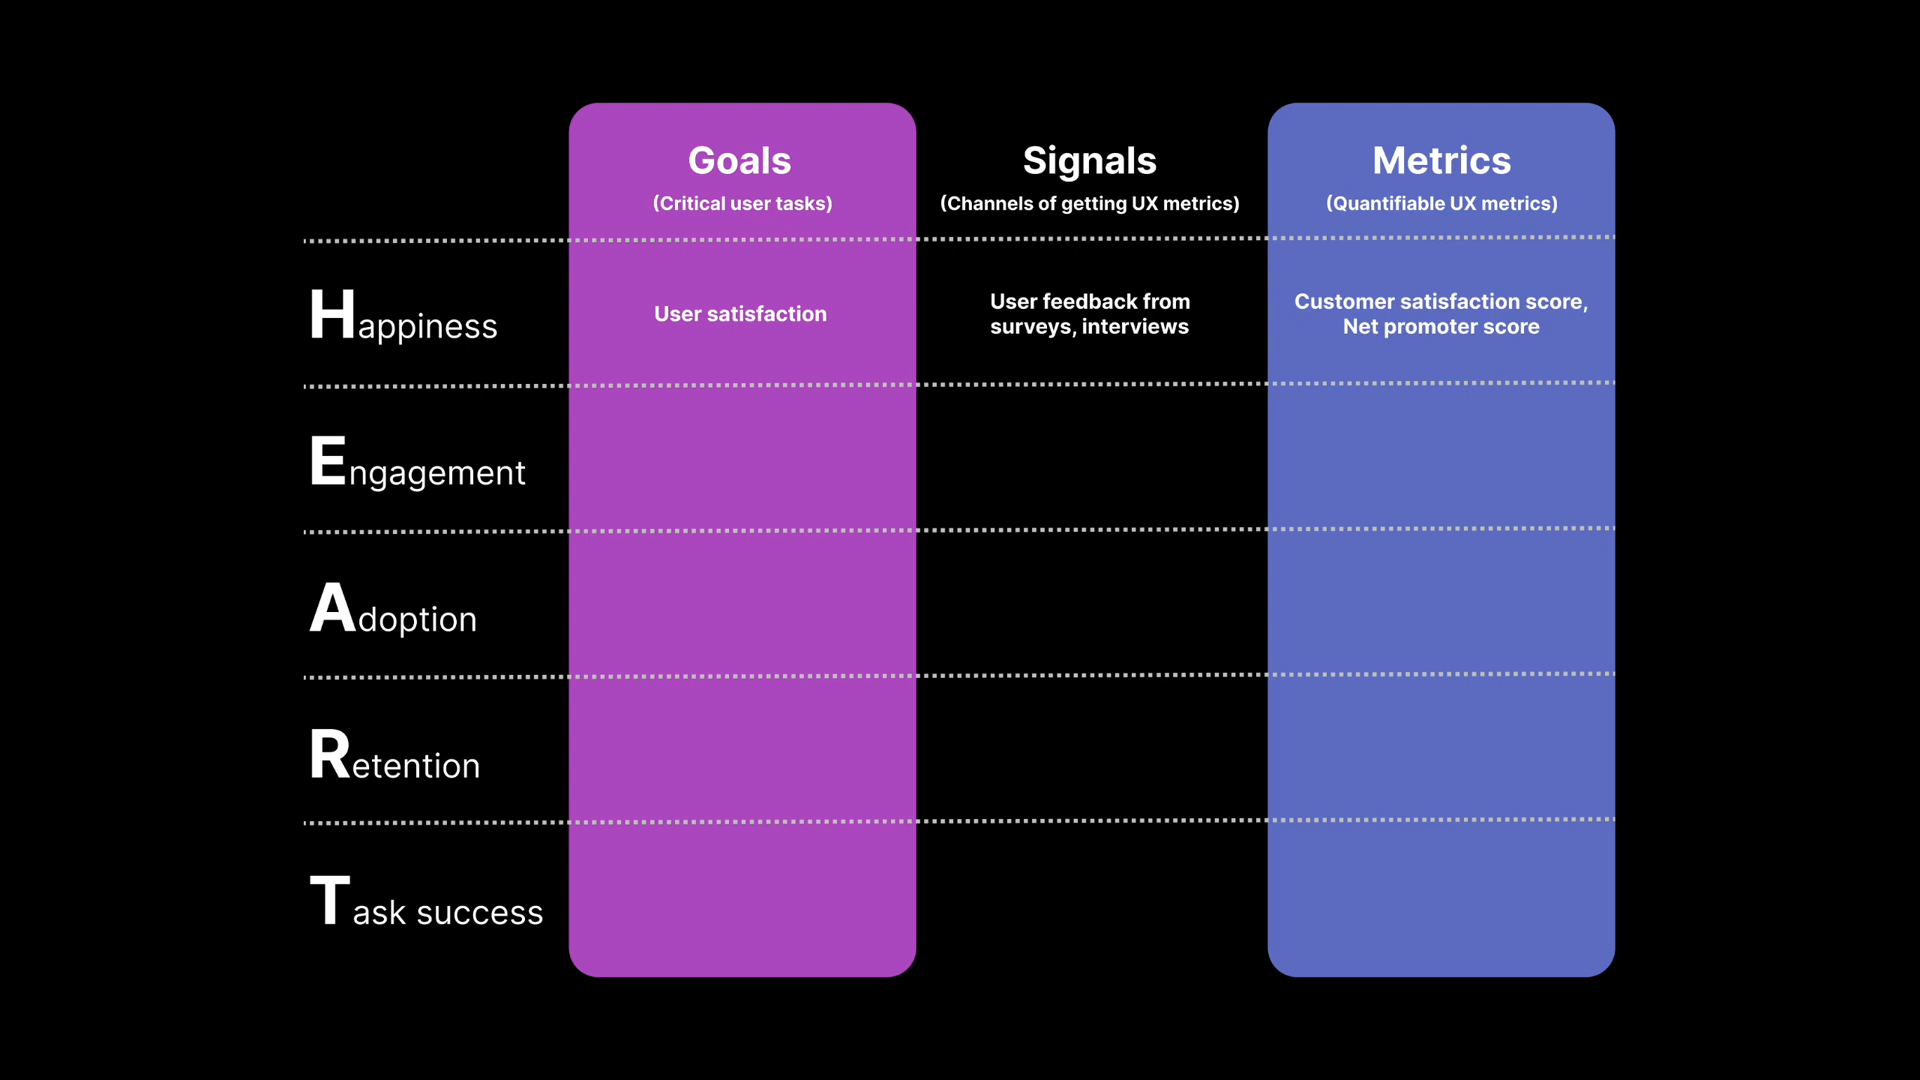 Goals
Signals
Metrics
(Critical user tasks)
(Channels of getting UX metrics)
(Quantifiable UX metrics)
Happiness
User satisfaction
User feedback from
surveys, interviews
Customer satisfaction score,
Net promoter score
Engagement
Adoption
Retention
Task success